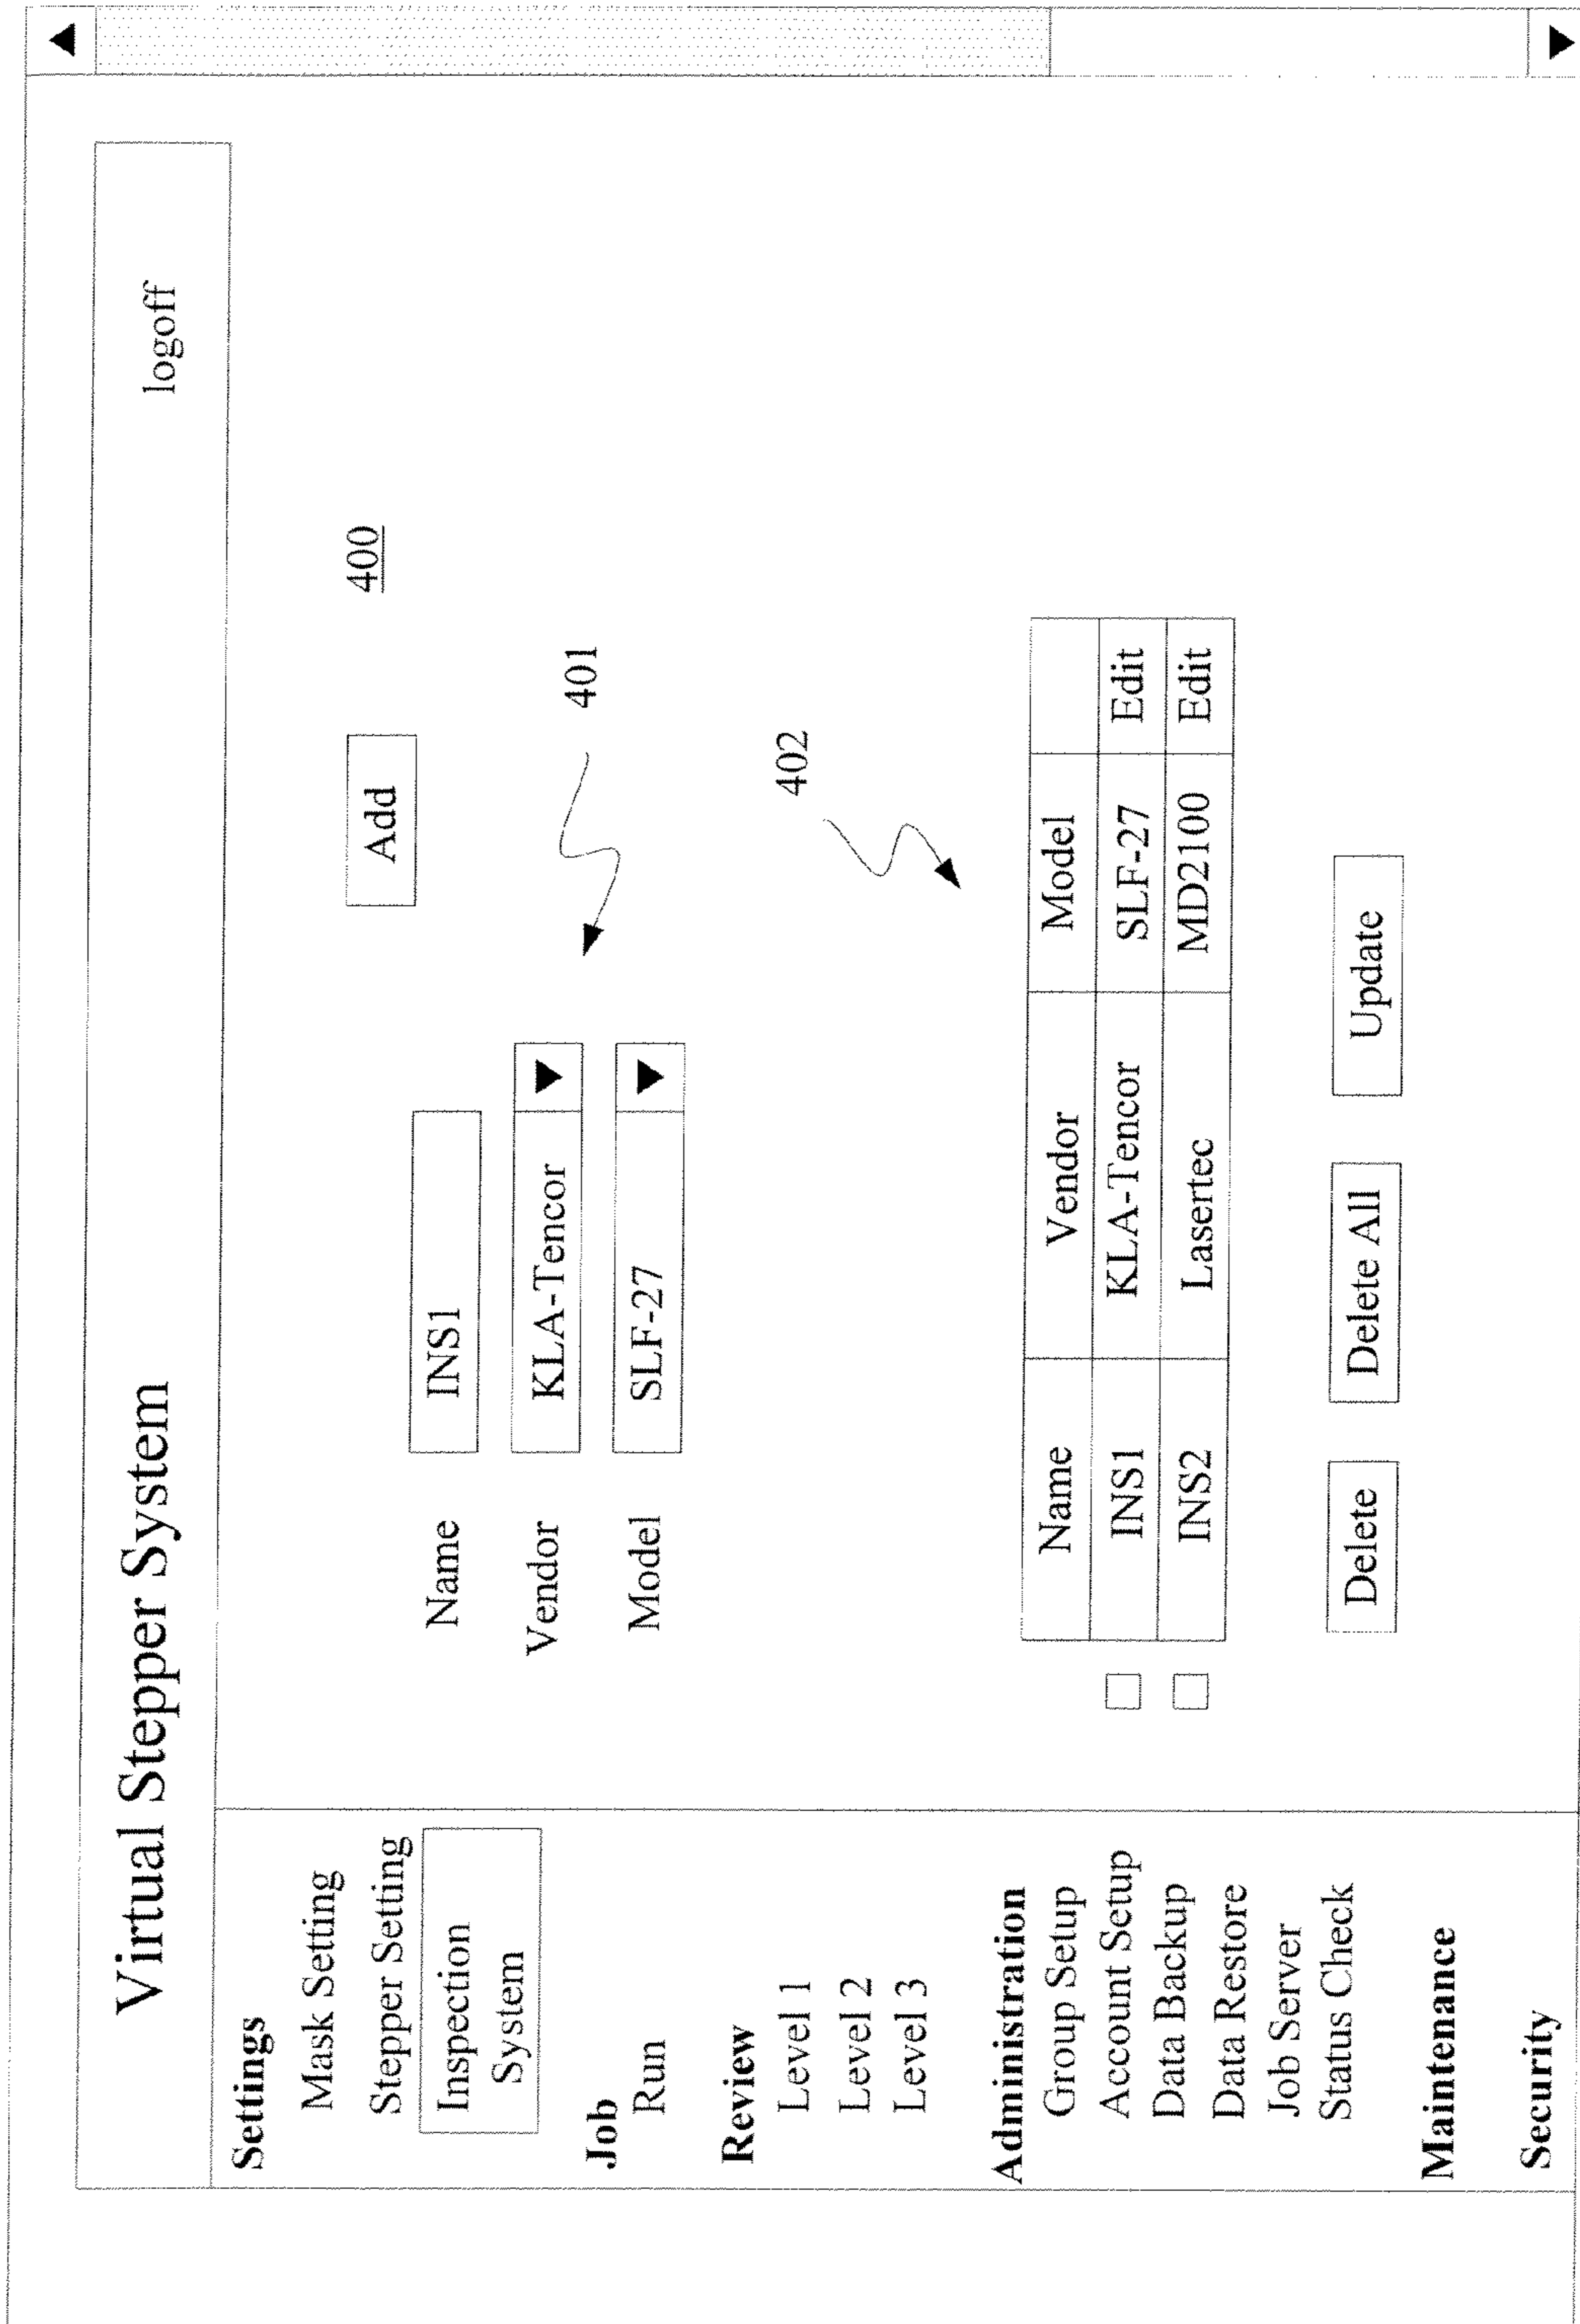 Virtual Stepper System
logoff
Settings
Mask Setting
Stepper Setting
Inspection
System
Job
Run
Review
Level 1
Level 2
Level 3
Administration
Group Setup
Account Setup
Data Backup
Data Restore
Job Server
Status Check
Maintenance
Security
400
Add
Name INS1
Vendor KLA-Tencor
Model SLF-27
401
402
Name Vendor Model
INS1 KLA-Tencor SLF-27 Edit
INS2 Lasertec MD2100 Edit
Delete Delete All Update